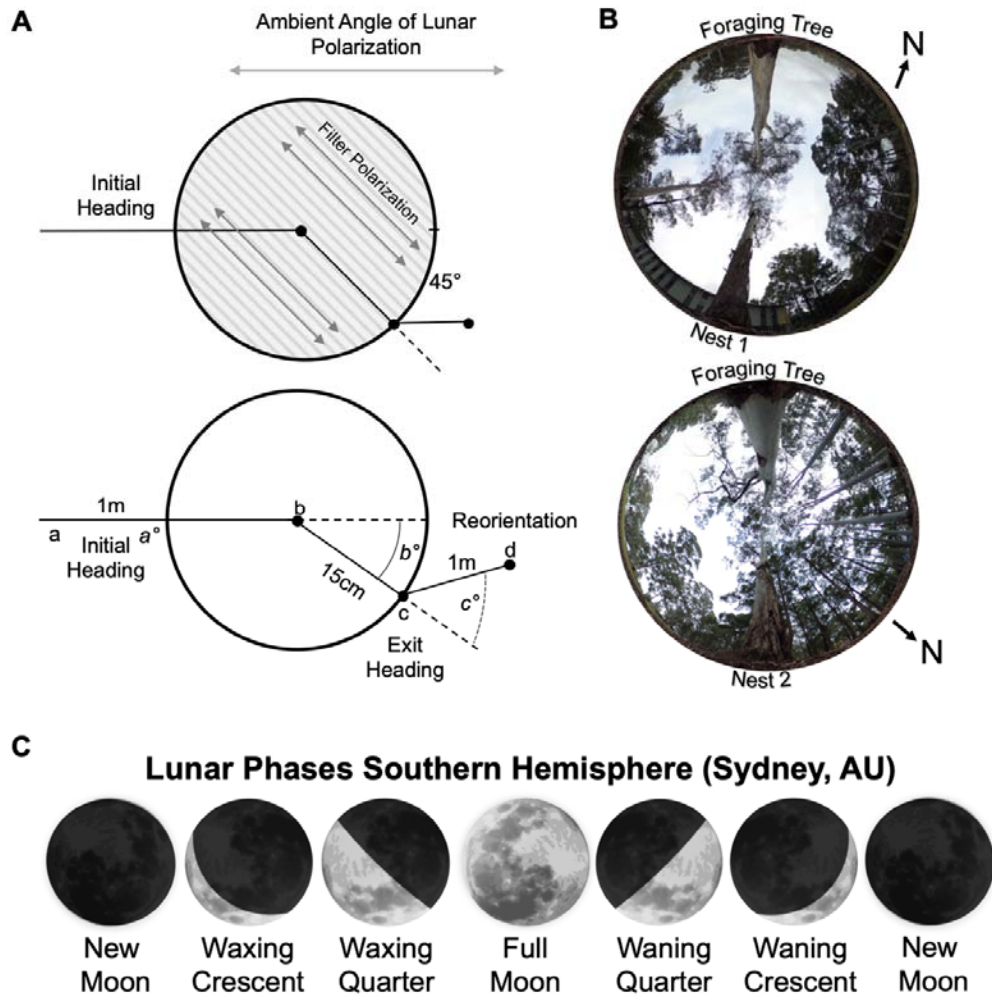 A
Ambient Angle of Lunar
Polarization
Filter Polarization
Initial
Heading
45°
1m
a
a°
Initial
Heading
b
b°
15cm
c
Exit
Heading
Reorientation
d
1m
c°
B
Foraging Tree
N
Nest 1
Foraging Tree
N
Nest 2
C
Lunar Phases Southern Hemisphere (Sydney, AU)
New
Moon
Waxing
Crescent
Waxing
Quarter
Full
Moon
Waning
Quarter
Waning
Crescent
New
Moon